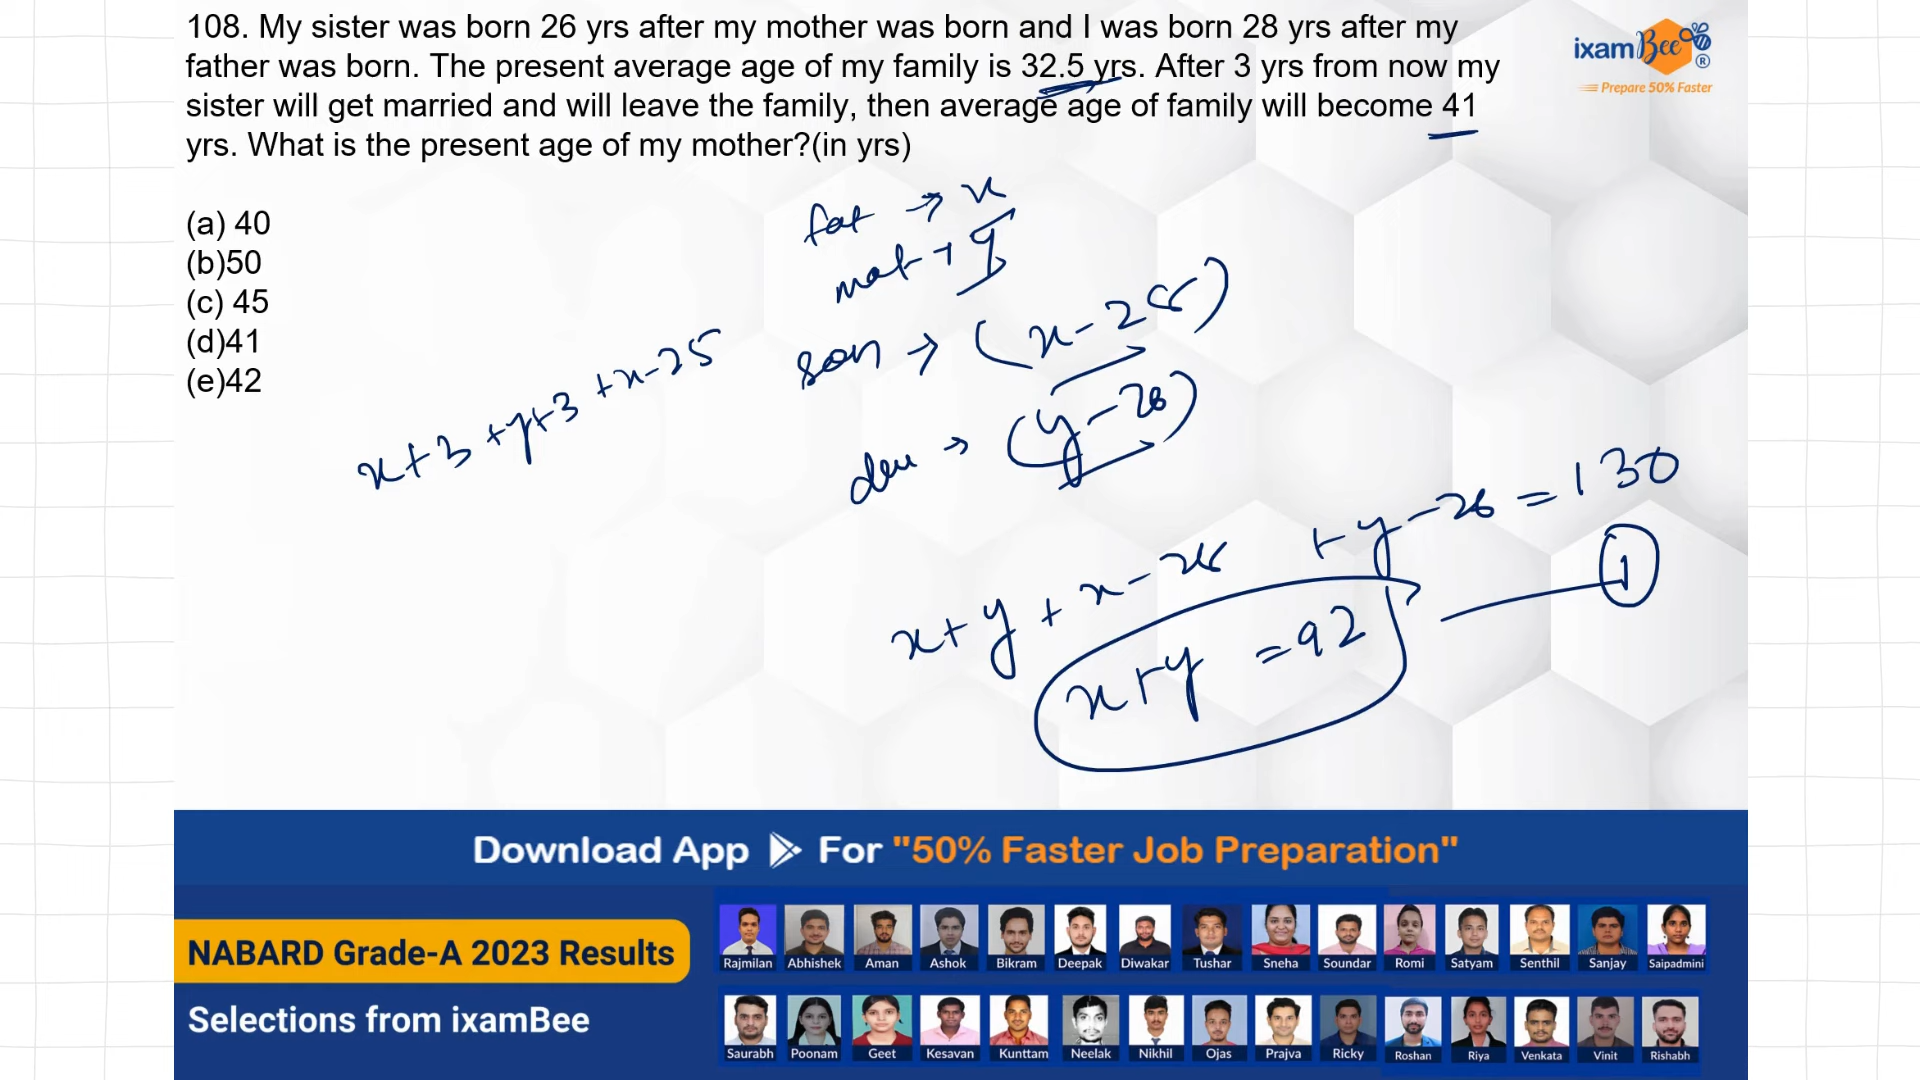 108. My sister was born 26 yrs after my mother was born and I was born 28 yrs after my
father was born. The present average age of my family is 32.5 yrs. After 3 yrs from now my
sister will get married and will leave the family, then average age of family will become 41
yrs. What is the present age of my mother?(in yrs)
ixamBee®
Prepare 50% Faster
(a) 40
(b)50
(c) 45
(d)41
(e)42
fat → x
mot → y
son → (x-28)
→ (y-26)
x+3 +y+3 +x-25
x+y + x-28 + y-26 = 130
x+y = 92
1
Download App For "50% Faster Job Preparation"
NABARD Grade-A 2023 Results
Selections from ixamBee
Rajmilan Abhishek Aman Ashok Bikram Deepak Diwakar Tushar Sneha Soundar Romi Satyam Senthil Sanjay Saipadmini
Saurabh Poonam Geet Kesavan Kunttam Neelak Nikhil Ojas Prajva Ricky Roshan Riya Venkata Vinit Rishabh